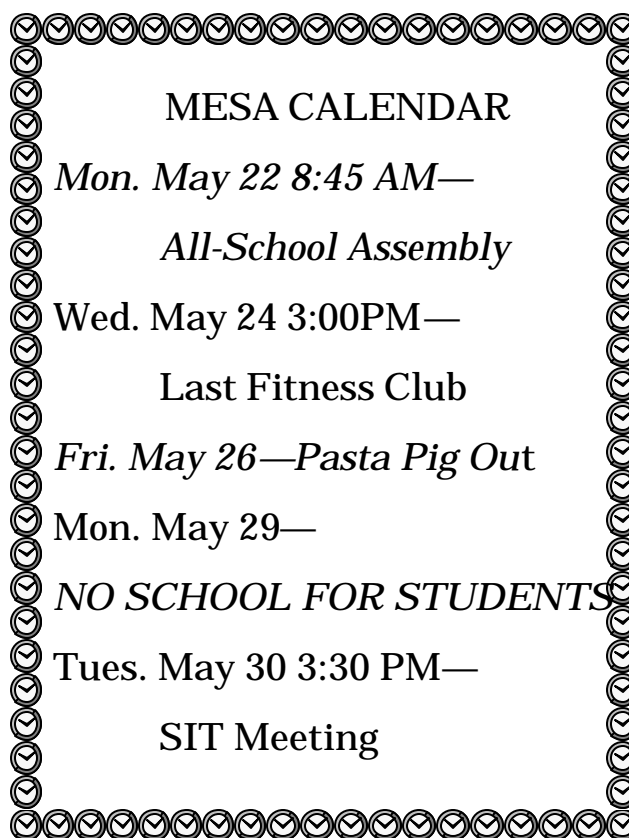 MESA CALENDAR
Mon. May 22 8:45 AM—
All-School Assembly
Wed. May 24 3:00PM—
Last Fitness Club
Fri. May 26—Pasta Pig Out
Mon. May 29—
NO SCHOOL FOR STUDENTS
Tues. May 30 3:30 PM—
SIT Meeting